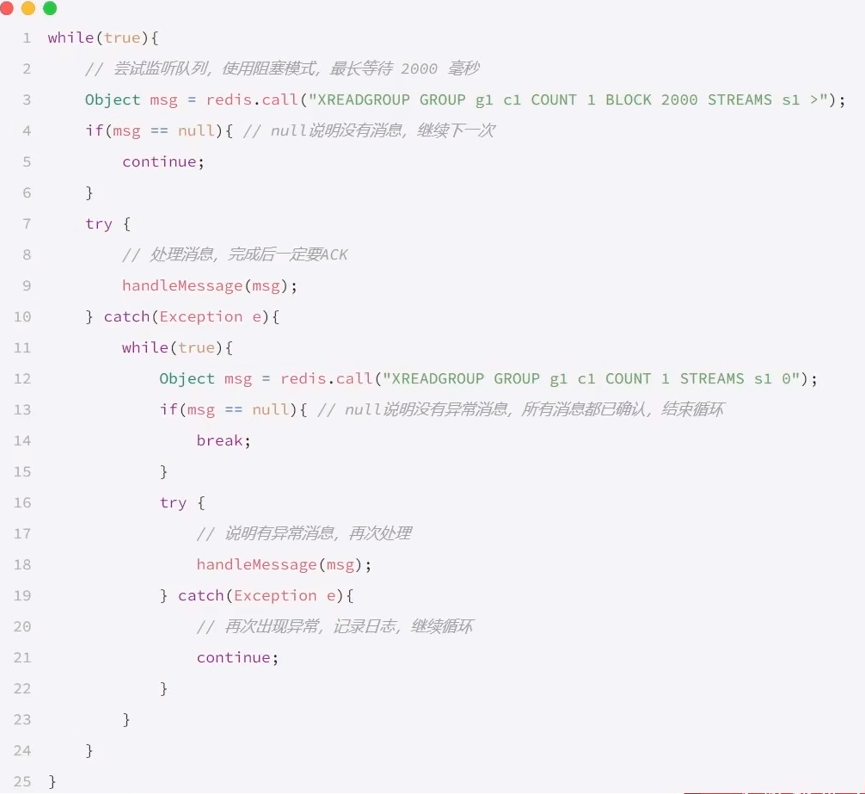 1 while(true){
2 // 尝试监听队列，使用阻塞模式，最长等待 2000 毫秒
3 Object msg = redis.call("XREADGROUP GROUP g1 c1 COUNT 1 BLOCK 2000 STREAMS s1 >");
4 if(msg == null){ // null说明没有消息，继续下一次
5 continue;
6 }
7 try {
8 // 处理消息，完成后一定要ACK
9 handleMessage(msg);
10 } catch(Exception e){
11 while(true){
12 Object msg = redis.call("XREADGROUP GROUP g1 c1 COUNT 1 STREAMS s1 0");
13 if(msg == null){ // null说明没有异常消息，所有消息都已确认，结束循环
14 break;
15 }
16 try {
17 // 说明有异常消息，再次处理
18 handleMessage(msg);
19 } catch(Exception e){
20 // 再次出现异常，记录日志，继续循环
21 continue;
22 }
23 }
24 }
25 }